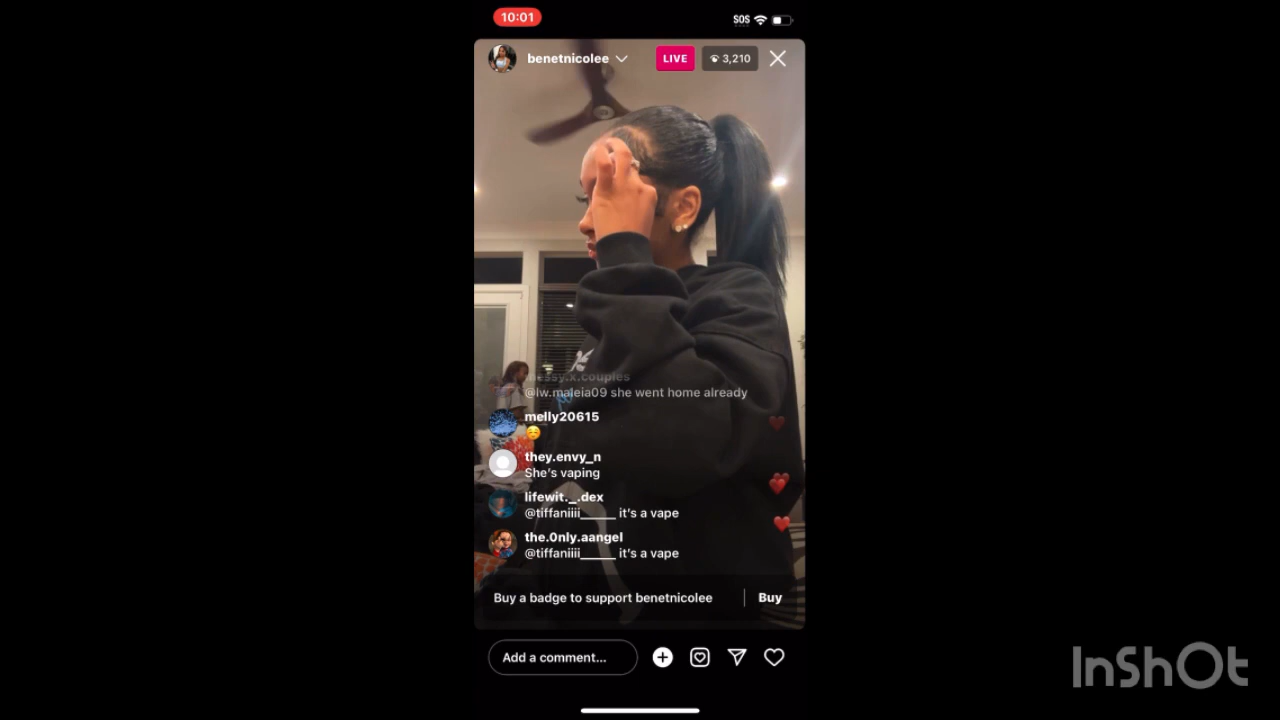 10:01
SOS
benetnicolee
LIVE
3,210
messy.x.couples
@lw.maleia09 she went home already
melly20615
they.envy_n
She's vaping
lifewit._.dex
@tiffaniiii_____ it's a vape
the.0nly.aangel
@tiffaniiii_____ it's a vape
Buy a badge to support benetnicolee
Buy
Add a comment...
InShOt